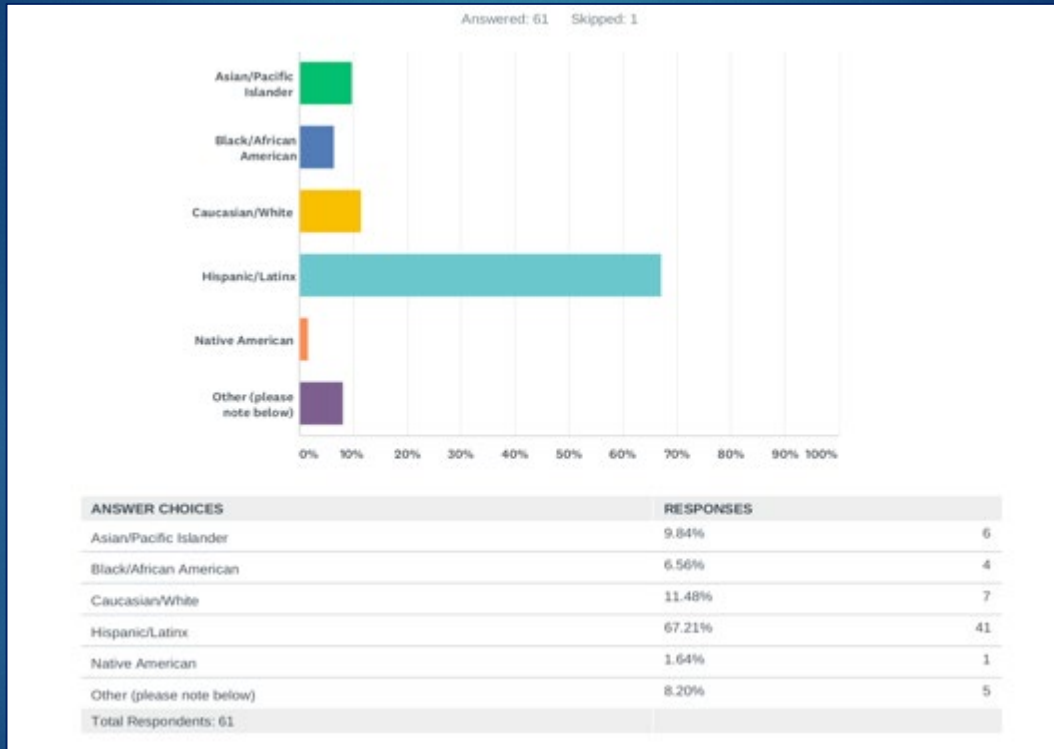 Answered: 61 Skipped: 1
Asian/Pacific
Islander
Black/African
American
Caucasian/White
Hispanic/Latinx
Native American
Other (please
note below)
0% 10% 20% 30% 40% 50% 60% 70% 80% 90% 100%
ANSWER CHOICES RESPONSES
Asian/Pacific Islander 9.84% 6
Black/African American 6.56% 4
Caucasian/White 11.48% 7
Hispanic/Latinx 67.21% 41
Native American 1.64% 1
Other (please note below) 8.20% 5
Total Respondents: 61